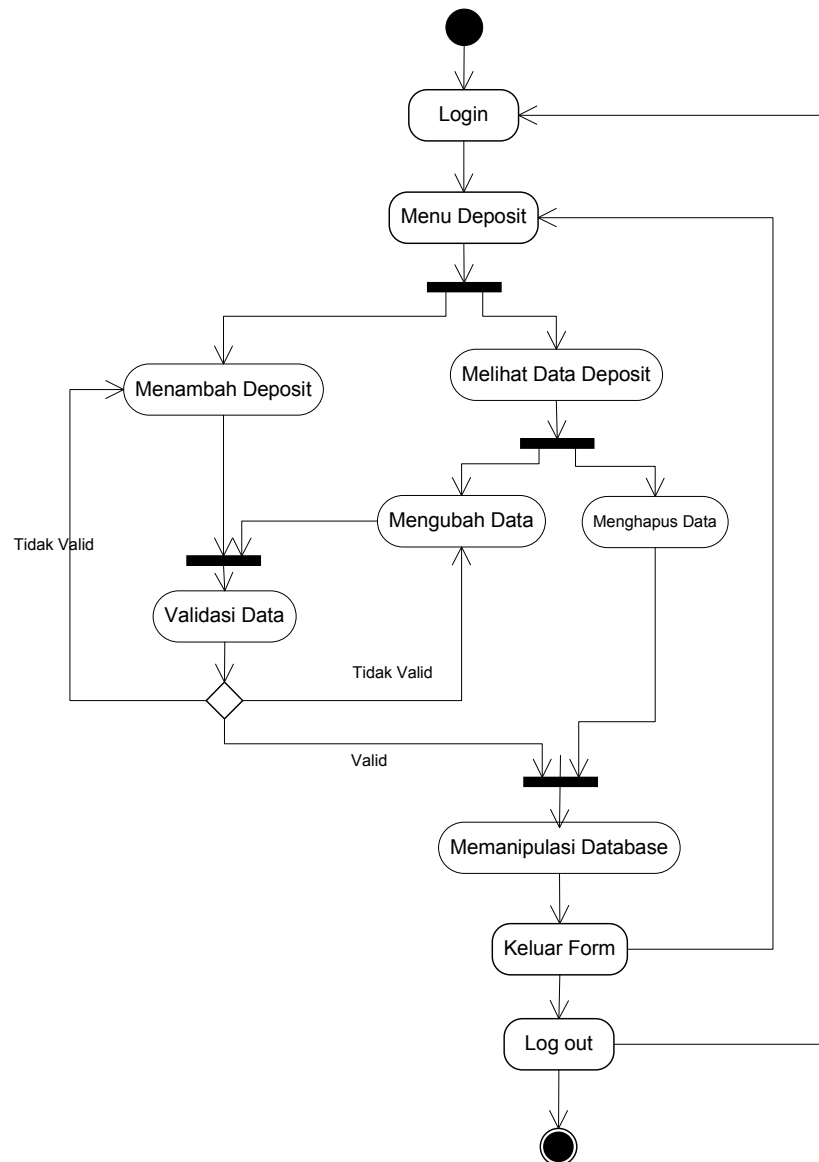 Login
Menu Deposit
Menambah Deposit
Melihat Data Deposit
Mengubah Data
Menghapus Data
Tidak Valid
Validasi Data
Tidak Valid
Valid
Memanipulasi Database
Keluar Form
Log out